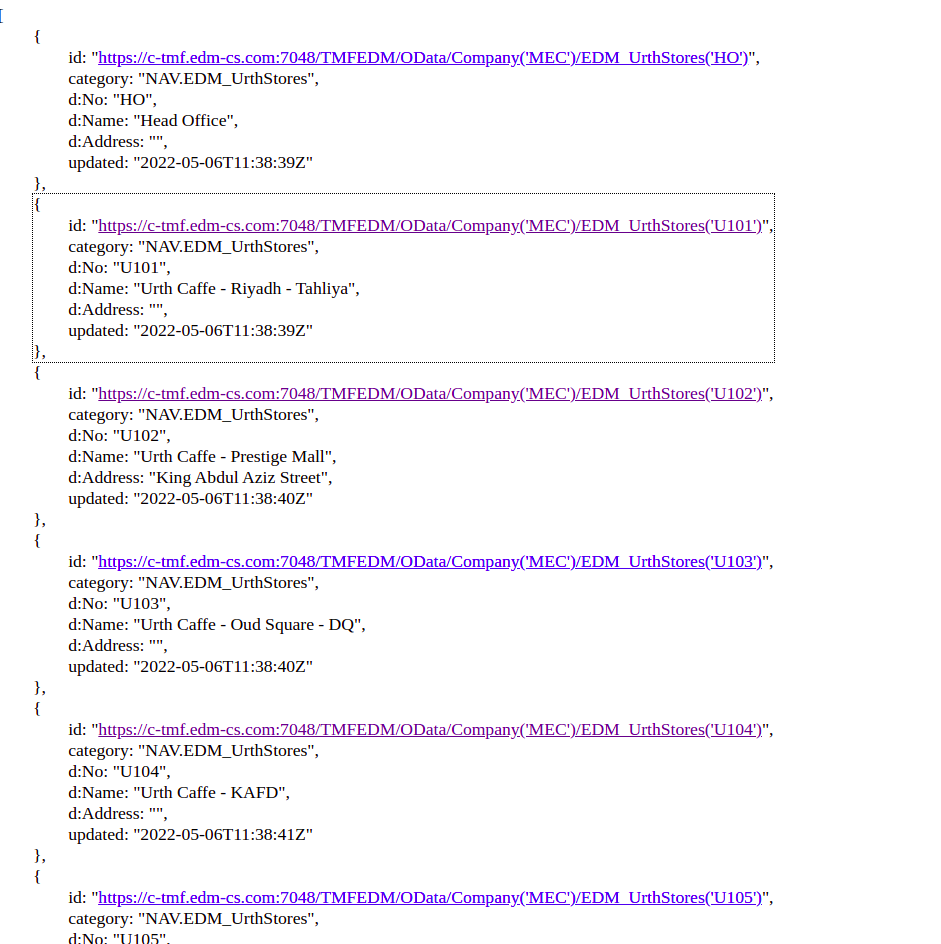 [
{
id: "https://c-tmf.edm-cs.com:7048/TMFEDM/OData/Company('MEC')/EDM_UrthStores('HO')",
category: "NAV.EDM_UrthStores",
d:No: "HO",
d:Name: "Head Office",
d:Address: "",
updated: "2022-05-06T11:38:39Z"
},
{
id: "https://c-tmf.edm-cs.com:7048/TMFEDM/OData/Company('MEC')/EDM_UrthStores('U101')",
category: "NAV.EDM_UrthStores",
d:No: "U101",
d:Name: "Urth Caffe - Riyadh - Tahliya",
d:Address: "",
updated: "2022-05-06T11:38:39Z"
},
{
id: "https://c-tmf.edm-cs.com:7048/TMFEDM/OData/Company('MEC')/EDM_UrthStores('U102')",
category: "NAV.EDM_UrthStores",
d:No: "U102",
d:Name: "Urth Caffe - Prestige Mall",
d:Address: "King Abdul Aziz Street",
updated: "2022-05-06T11:38:40Z"
},
{
id: "https://c-tmf.edm-cs.com:7048/TMFEDM/OData/Company('MEC')/EDM_UrthStores('U103')",
category: "NAV.EDM_UrthStores",
d:No: "U103",
d:Name: "Urth Caffe - Oud Square - DQ",
d:Address: "",
updated: "2022-05-06T11:38:40Z"
},
{
id: "https://c-tmf.edm-cs.com:7048/TMFEDM/OData/Company('MEC')/EDM_UrthStores('U104')",
category: "NAV.EDM_UrthStores",
d:No: "U104",
d:Name: "Urth Caffe - KAFD",
d:Address: "",
updated: "2022-05-06T11:38:41Z"
},
{
id: "https://c-tmf.edm-cs.com:7048/TMFEDM/OData/Company('MEC')/EDM_UrthStores('U105')",
category: "NAV.EDM_UrthStores",
d:No: "U105",